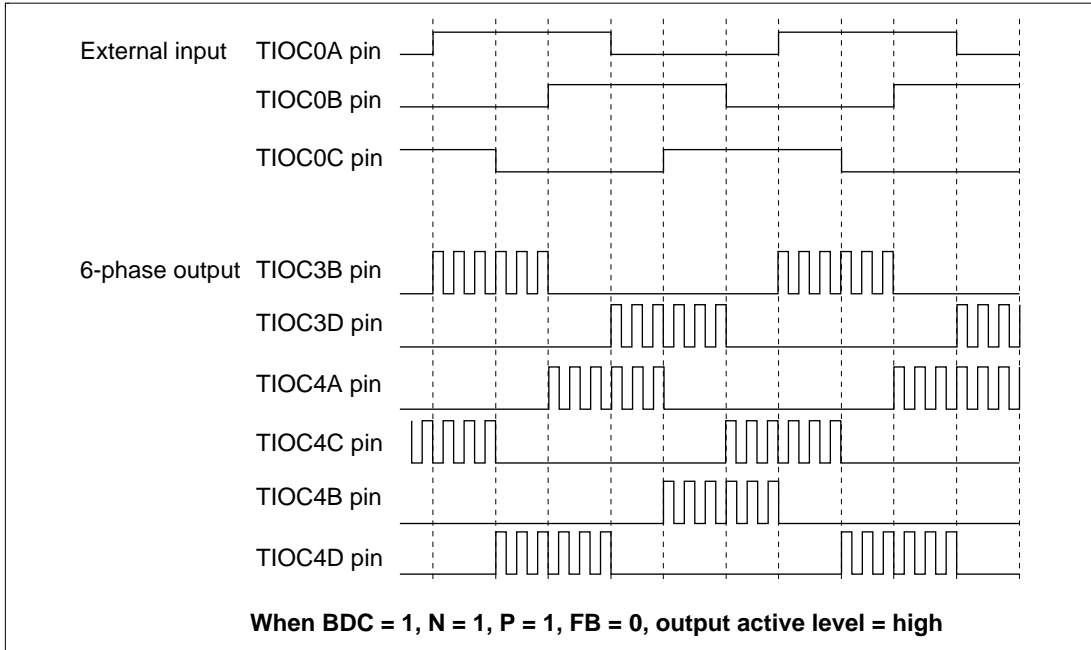 External input TIOC0A pin
TIOC0B pin
TIOC0C pin
6-phase output TIOC3B pin
TIOC3D pin
TIOC4A pin
TIOC4C pin
TIOC4B pin
TIOC4D pin
When BDC = 1, N = 1, P = 1, FB = 0, output active level = high